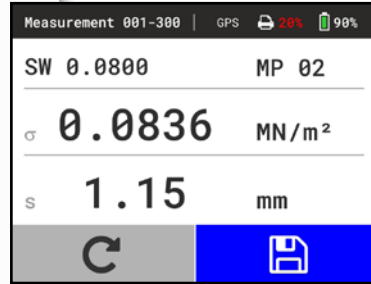 Measurement 001-300 | GPS 20% 90%
SW 0.0800 MP 02
σ 0.0836 MN/m²
s 1.15 mm